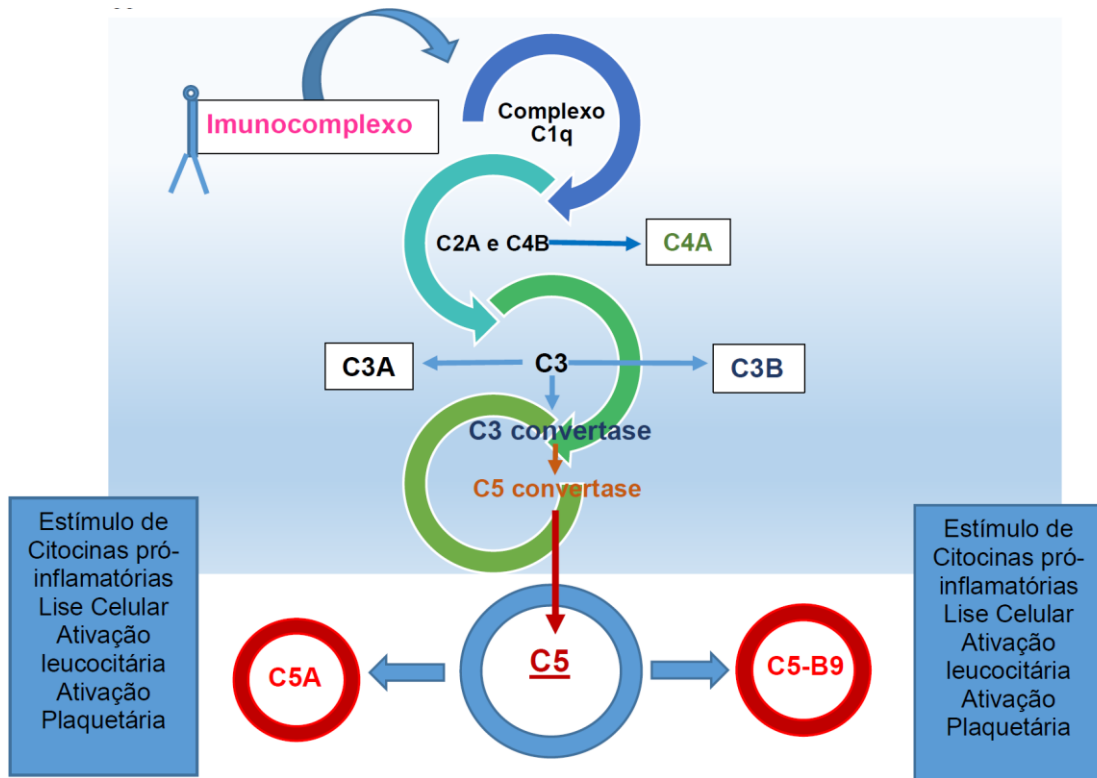 Imunocomplexo
Complexo
C1q
C2A e C4B
C4A
C3A
C3
C3B
C3 convertase
C5 convertase
Estímulo de
Citocinas pró-
inflamatórias
Lise Celular
Ativação
leucocitária
Ativação
Plaquetária
C5A
C5
C5-B9
Estímulo de
Citocinas pró-
inflamatórias
Lise Celular
Ativação
leucocitária
Ativação
Plaquetária